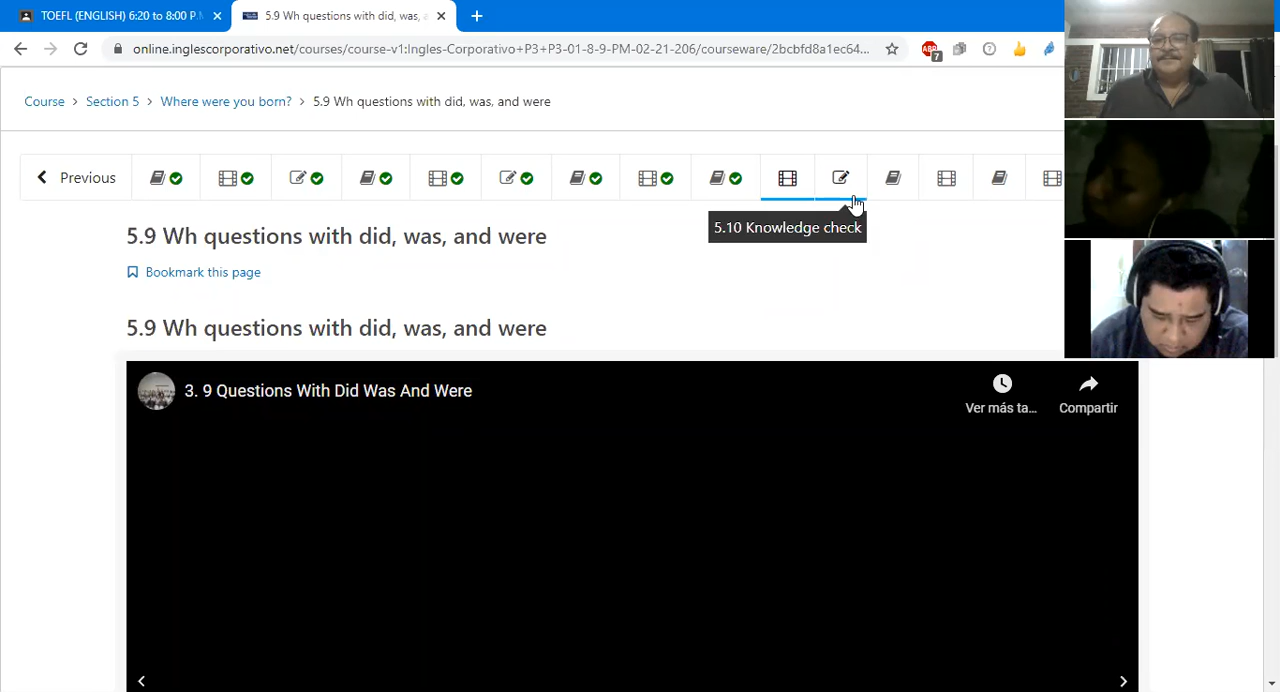 TOEFL (ENGLISH) 6:20 to 8:00 P.
5.9 Wh questions with did, was,
online.inglescorporativo.net/courses/course-v1:Ingles-Corporativo+P3+P3-01-8-9-PM-02-21-206/courseware/2bcbfd8a1ec64...
ABP
7
Course > Section 5 > Where were you born? > 5.9 Wh questions with did, was, and were
Previous
5.10 Knowledge check
5.9 Wh questions with did, was, and were
Bookmark this page
5.9 Wh questions with did, was, and were
3. 9 Questions With Did Was And Were
Ver más ta...
Compartir